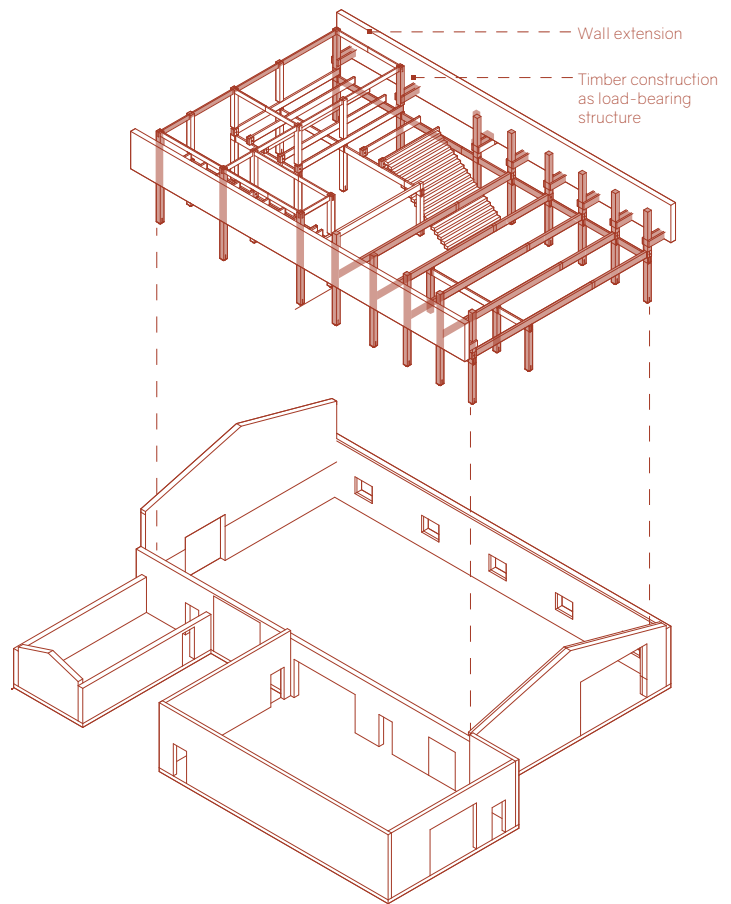 Wall extension
Timber construction
as load-bearing
structure